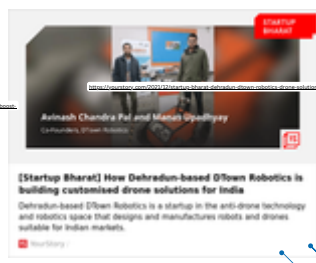 STARTUP
BHARAT
https://yourstory.com/2021/12/startup-bharat-dehradun-dtown-robotics-drone-solution
boost-
Avinash Chandra Pal and Manas Upadhyay
Co-Founders, DTown Robotics
YS
[Startup Bharat] How Dehradun-based DTown Robotics is
building customised drone solutions for India
Dehradun-based DTown Robotics is a startup in the anti-drone technology
and robotics space that designs and manufactures robots and drones
suitable for Indian markets.
YourStory